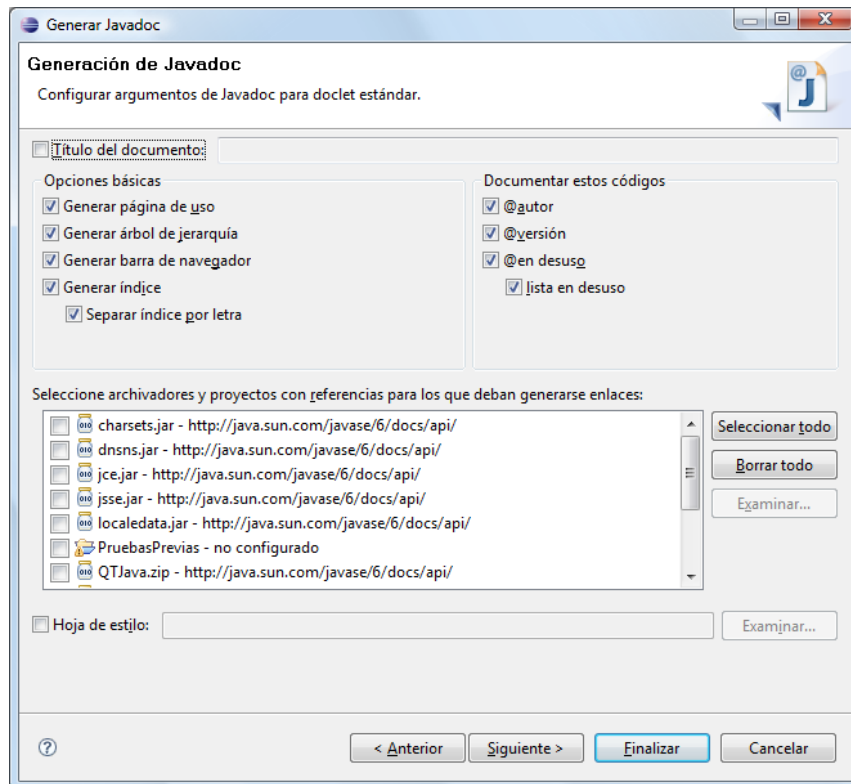 Generar Javadoc
Generación de Javadoc
Configurar argumentos de Javadoc para doclet estándar.
@
J
Título del documento:
Opciones básicas
Generar página de uso
Generar árbol de jerarquía
Generar barra de navegador
Generar índice
Separar índice por letra
Documentar estos códigos
@autor
@versión
@en desuso
lista en desuso
Seleccione archivadores y proyectos con referencias para los que deban generarse enlaces:
charsets.jar - http://java.sun.com/javase/6/docs/api/
dnsns.jar - http://java.sun.com/javase/6/docs/api/
jce.jar - http://java.sun.com/javase/6/docs/api/
jsse.jar - http://java.sun.com/javase/6/docs/api/
localedata.jar - http://java.sun.com/javase/6/docs/api/
PruebasPrevias - no configurado
QTJava.zip - http://java.sun.com/javase/6/docs/api/
Seleccionar todo
Borrar todo
Examinar...
Hoja de estilo:
Examinar...
?
< Anterior
Siguiente >
Finalizar
Cancelar